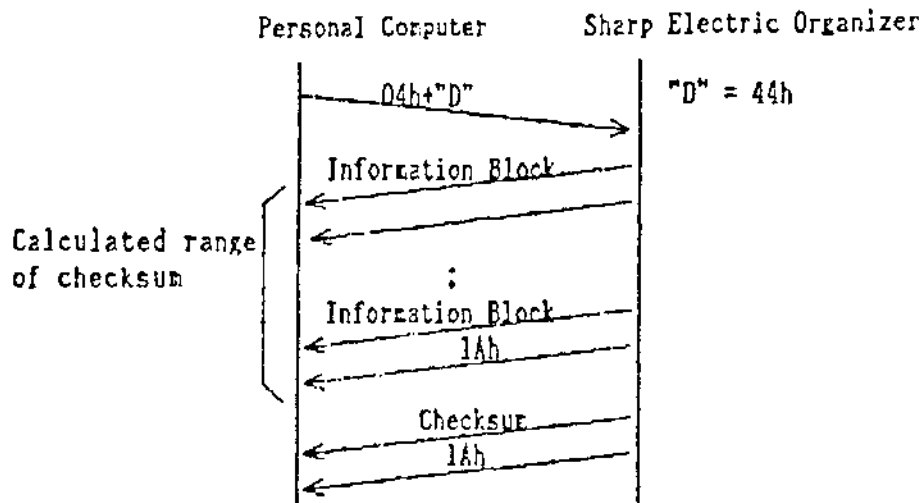 Personal Computer Sharp Electric Organizer
04h+"D" "D" = 44h
Information Block
Calculated range
of checksum
:
Information Block
1Ah
Checksum
1Ah